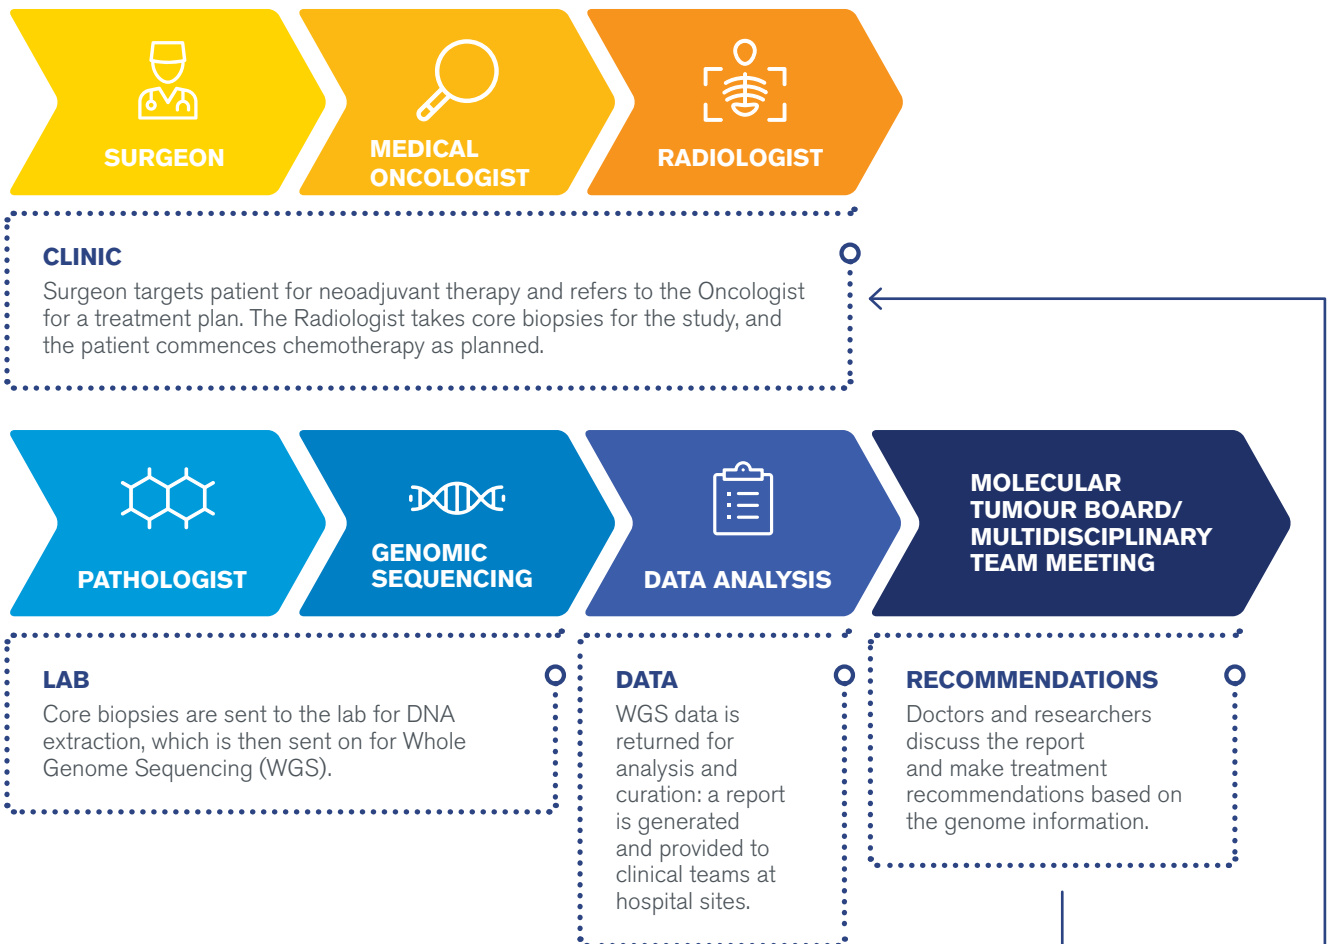 SURGEON
MEDICAL
ONCOLOGIST
RADIOLOGIST
CLINIC
Surgeon targets patient for neoadjuvant therapy and refers to the Oncologist
for a treatment plan. The Radiologist takes core biopsies for the study, and
the patient commences chemotherapy as planned.
PATHOLOGIST
GENOMIC
SEQUENCING
DATA ANALYSIS
MOLECULAR
TUMOUR BOARD/
MULTIDISCIPLINARY
TEAM MEETING
LAB
Core biopsies are sent to the lab for DNA
extraction, which is then sent on for Whole
Genome Sequencing (WGS).
DATA
WGS data is
returned for
analysis and
curation: a report
is generated
and provided to
clinical teams at
hospital sites.
RECOMMENDATIONS
Doctors and researchers
discuss the report
and make treatment
recommendations based on
the genome information.